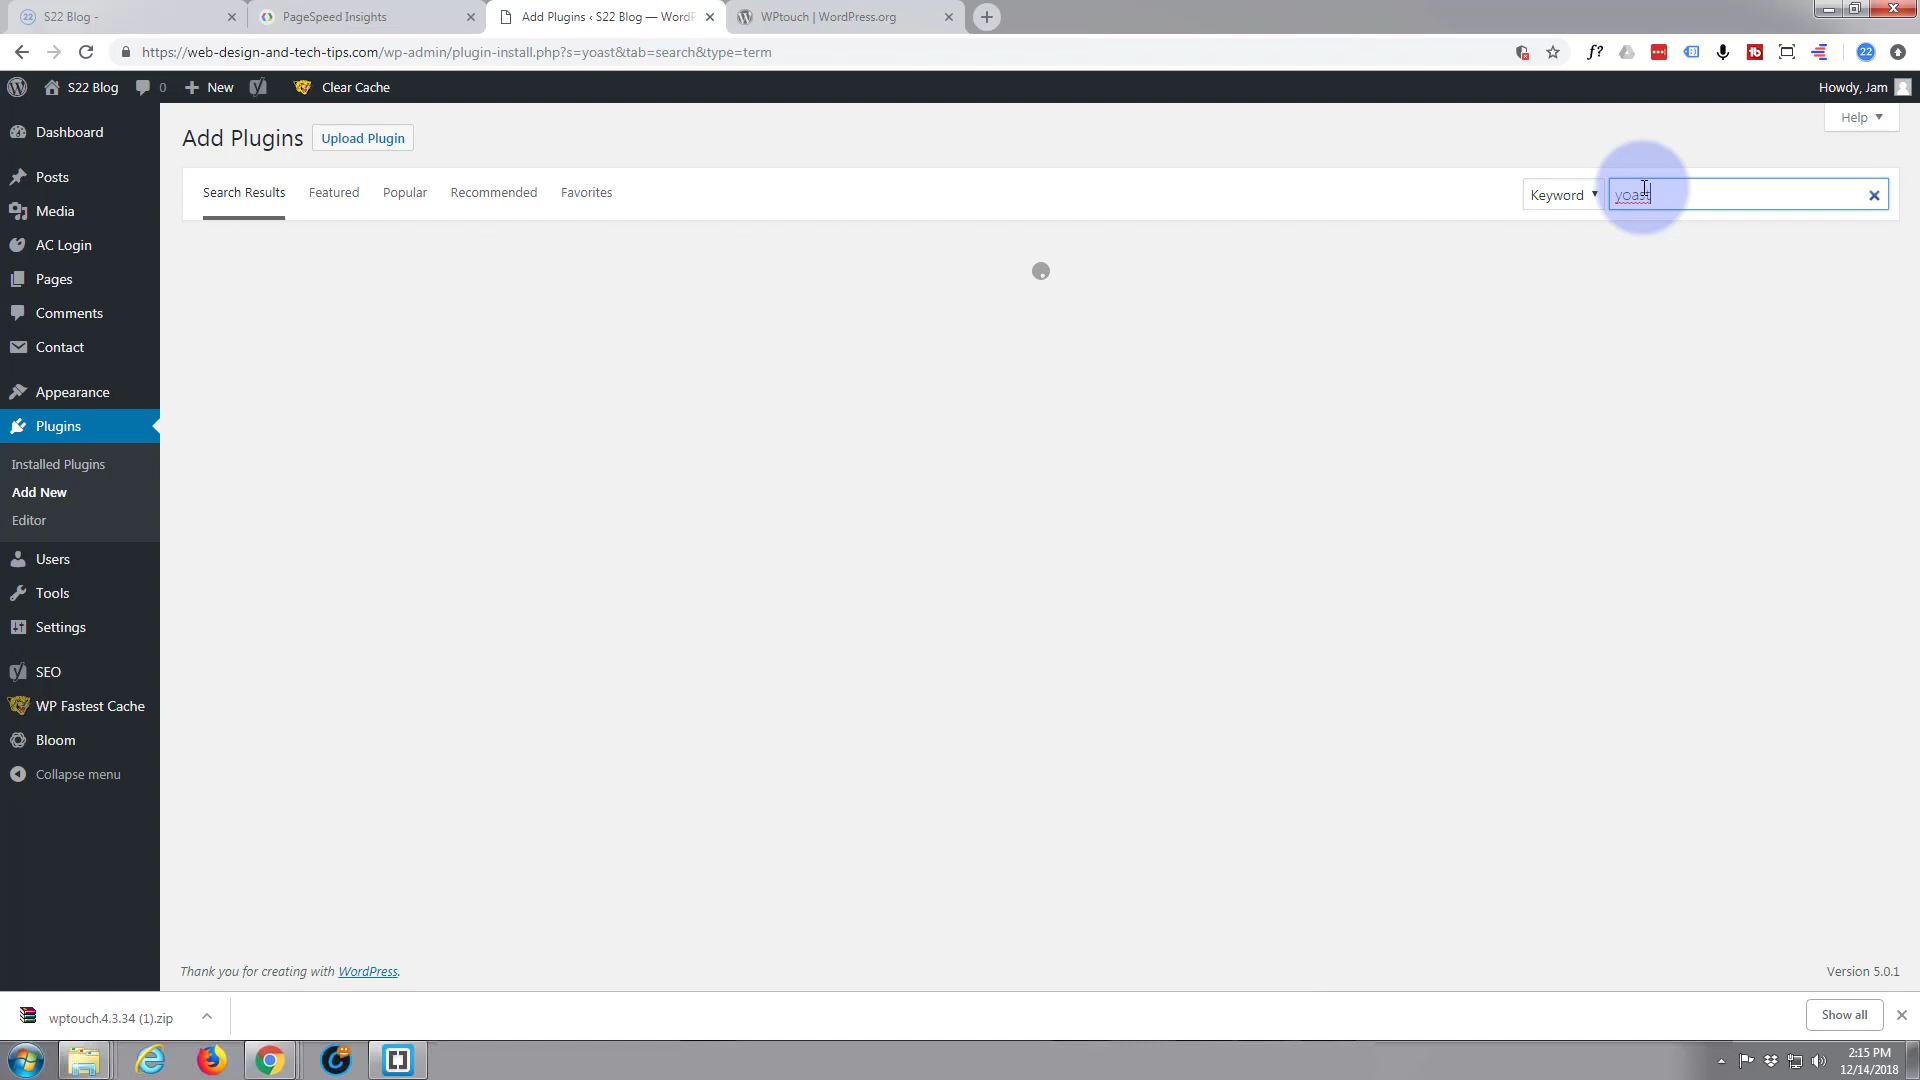 S22 Blog -
PageSpeed Insights
Add Plugins ‹ S22 Blog — WordP
WPtouch | WordPress.org
https://web-design-and-tech-tips.com/wp-admin/plugin-install.php?s=yoast&tab=search&type=term
S22 Blog
0
New
Clear Cache
Howdy, Jam
Dashboard
Posts
Media
AC Login
Pages
Comments
Contact
Appearance
Plugins
Installed Plugins
Add New
Editor
Users
Tools
Settings
SEO
WP Fastest Cache
Bloom
Collapse menu
Help
Add Plugins
Upload Plugin
Search Results
Featured
Popular
Recommended
Favorites
Keyword
yoast
Thank you for creating with WordPress.
Version 5.0.1
wptouch.4.3.34 (1).zip
Show all
2:15 PM
12/14/2018